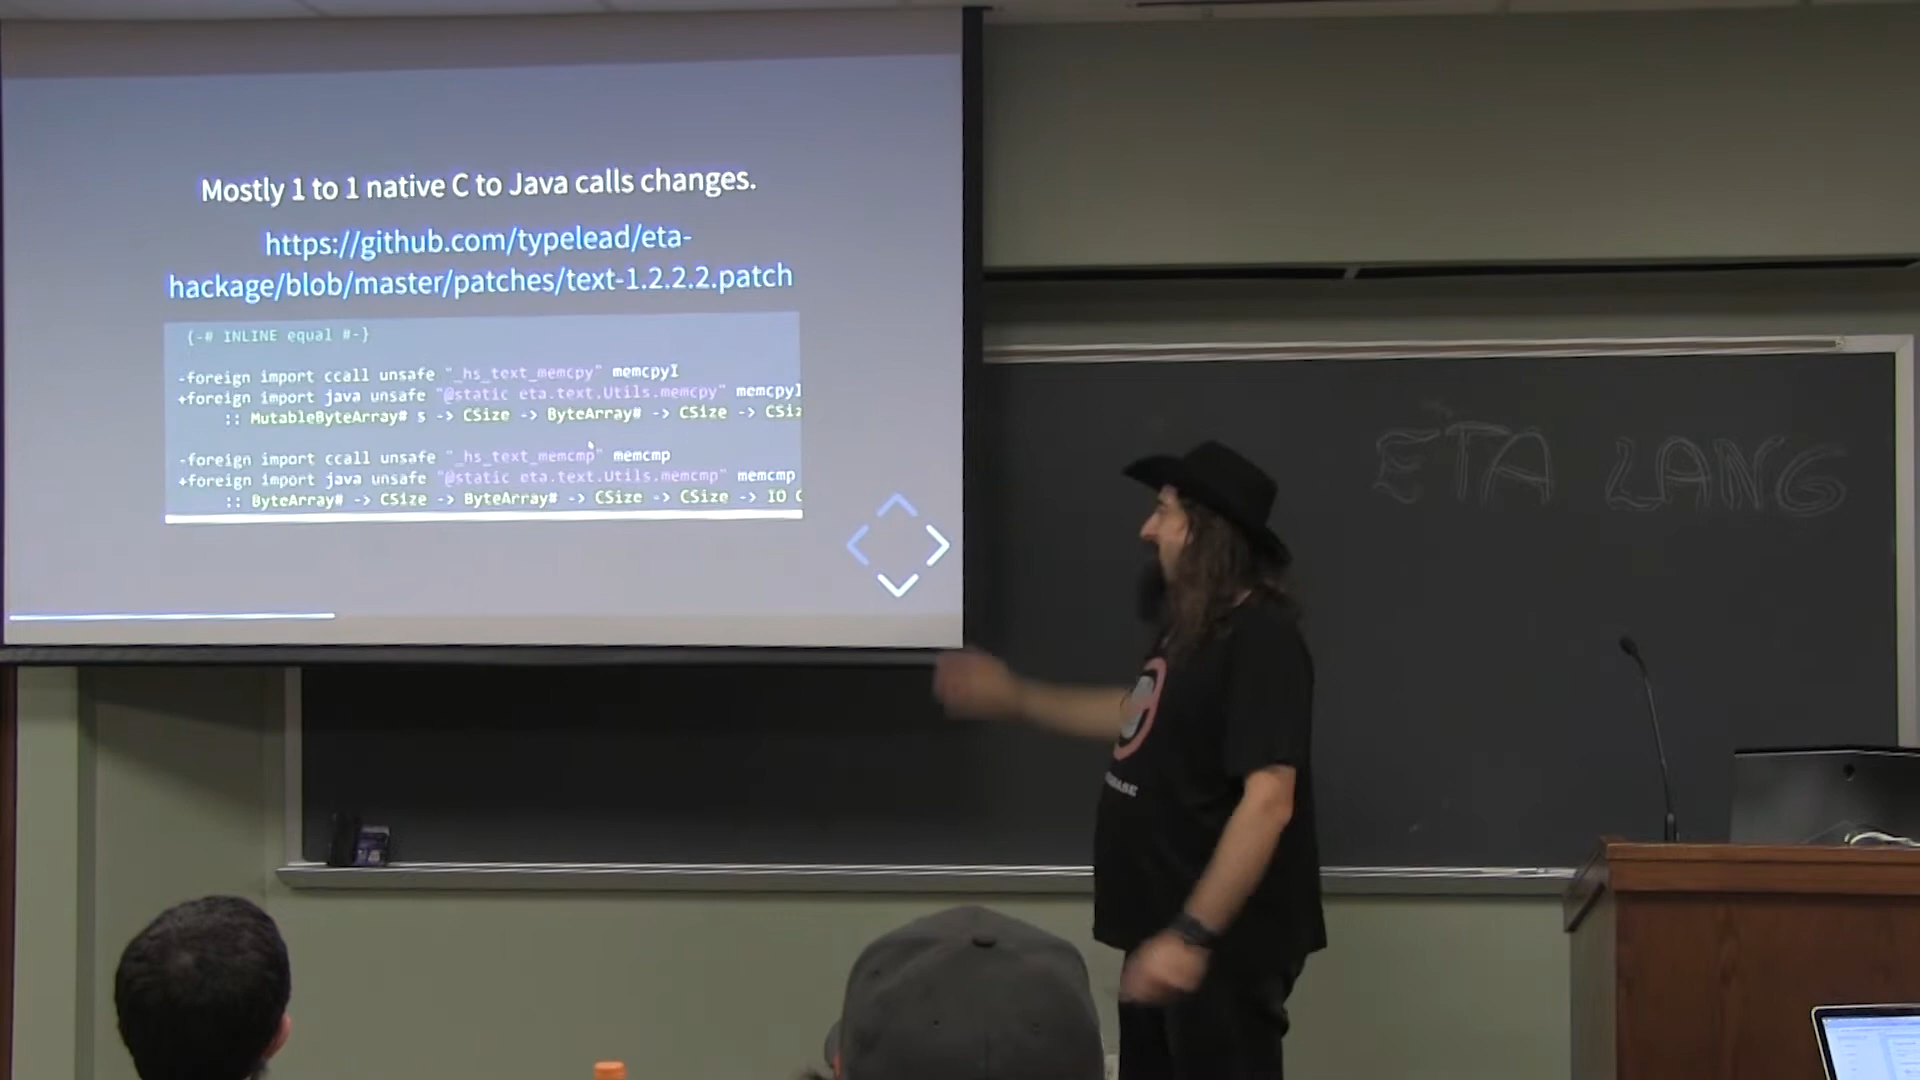 Mostly 1 to 1 native C to Java calls changes.
https://github.com/typelead/eta-
hackage/blob/master/patches/text-1.2.2.2.patch
{-# INLINE equal #-}
-foreign import ccall unsafe "_hs_text_memcpy" memcpyI
+foreign import java unsafe "@static eta.text.Utils.memcpy" memcpyI
:: MutableByteArray# s -> CSize -> ByteArray# -> CSize -> CSiz
-foreign import ccall unsafe "_hs_text_memcmp" memcmp
+foreign import java unsafe "@static eta.text.Utils.memcmp" memcmp
:: ByteArray# -> CSize -> ByteArray# -> CSize -> CSize -> IO C
ETA LANG